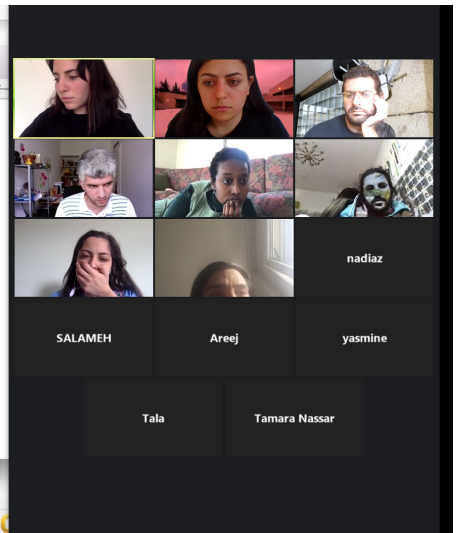 nadiaz
SALAMEH
Areej
yasmine
Tala
Tamara Nassar